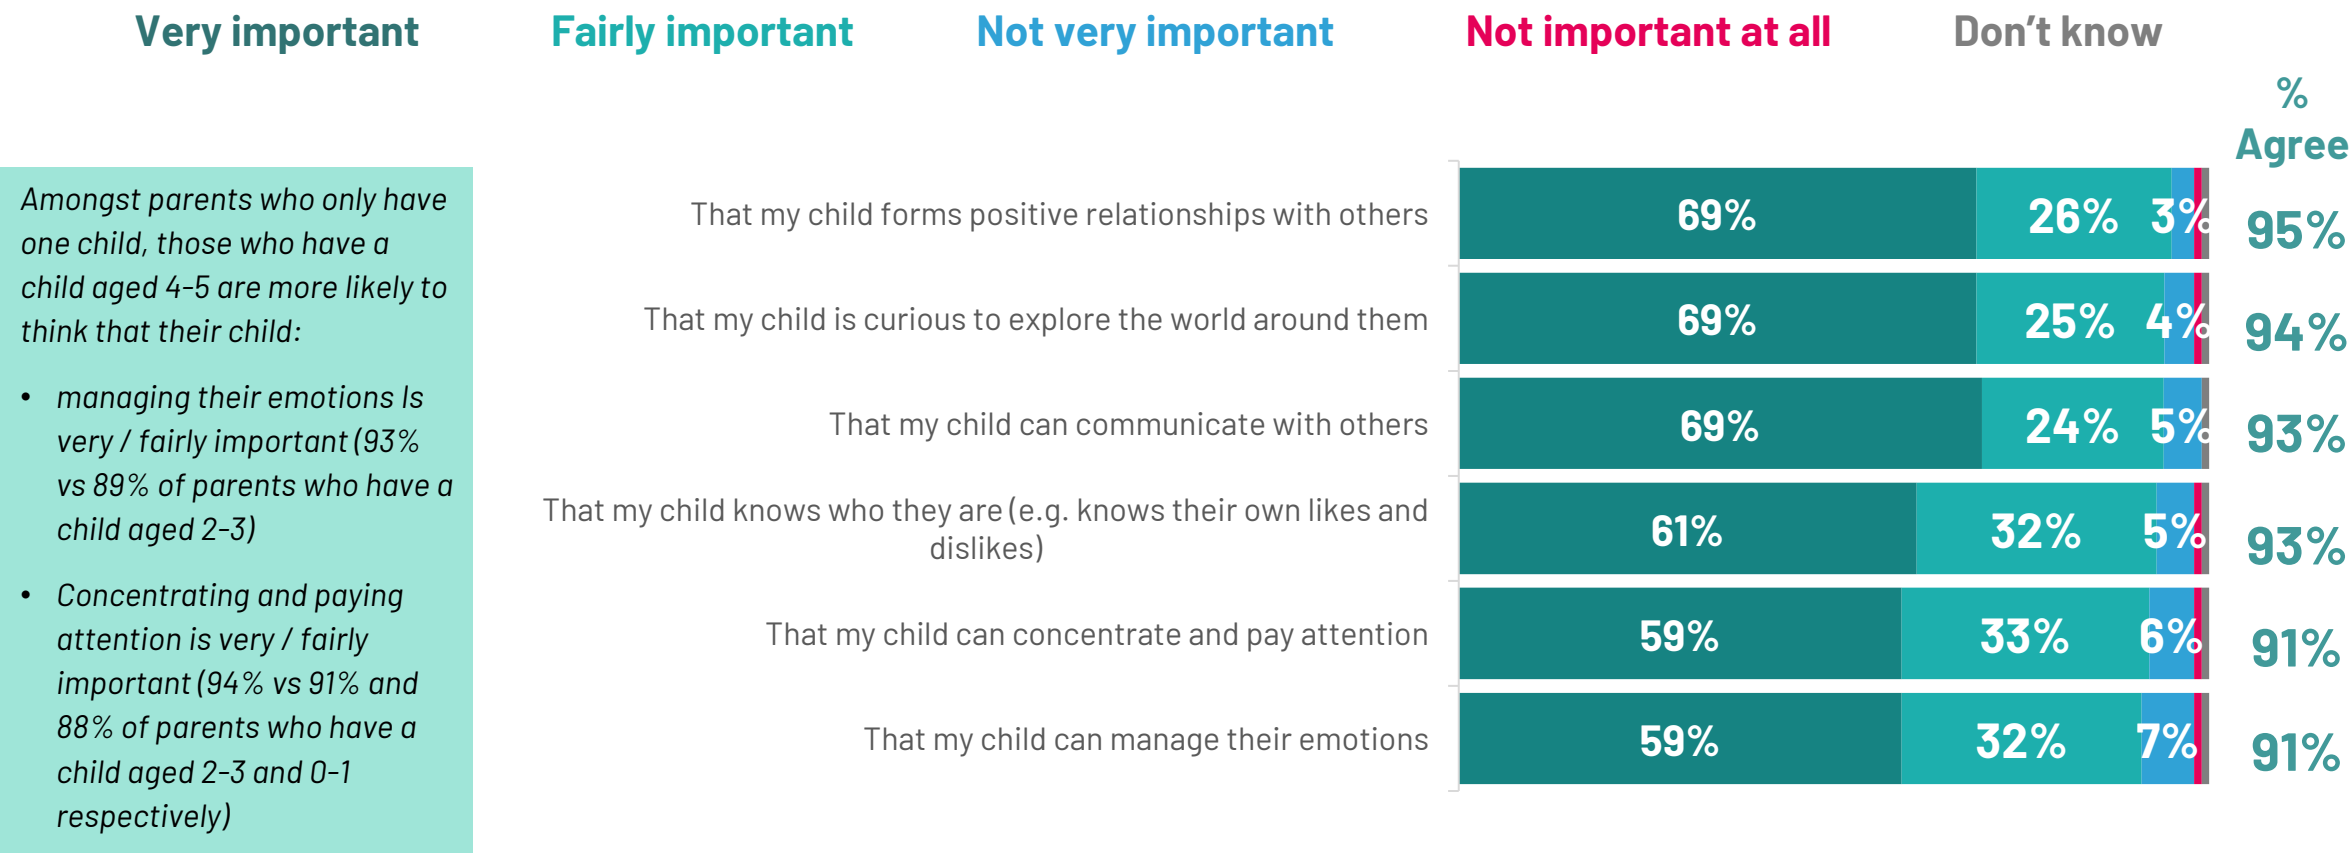 Very important
Fairly important
Not very important
Not important at all
Don’t know
%
Agree
Amongst parents who only have
one child, those who have a
child aged 4-5 are more likely to
think that their child:
• managing their emotions Is
very / fairly important (93%
vs 89% of parents who have a
child aged 2-3)
• Concentrating and paying
attention is very / fairly
important (94% vs 91% and
88% of parents who have a
child aged 2-3 and 0-1
respectively)
That my child forms positive relationships with others
69% 26% 3% 95%
That my child is curious to explore the world around them
69% 25% 4% 94%
That my child can communicate with others
69% 24% 5% 93%
That my child knows who they are (e.g. knows their own likes and
dislikes)
61% 32% 5% 93%
That my child can concentrate and pay attention
59% 33% 6% 91%
That my child can manage their emotions
59% 32% 7% 91%